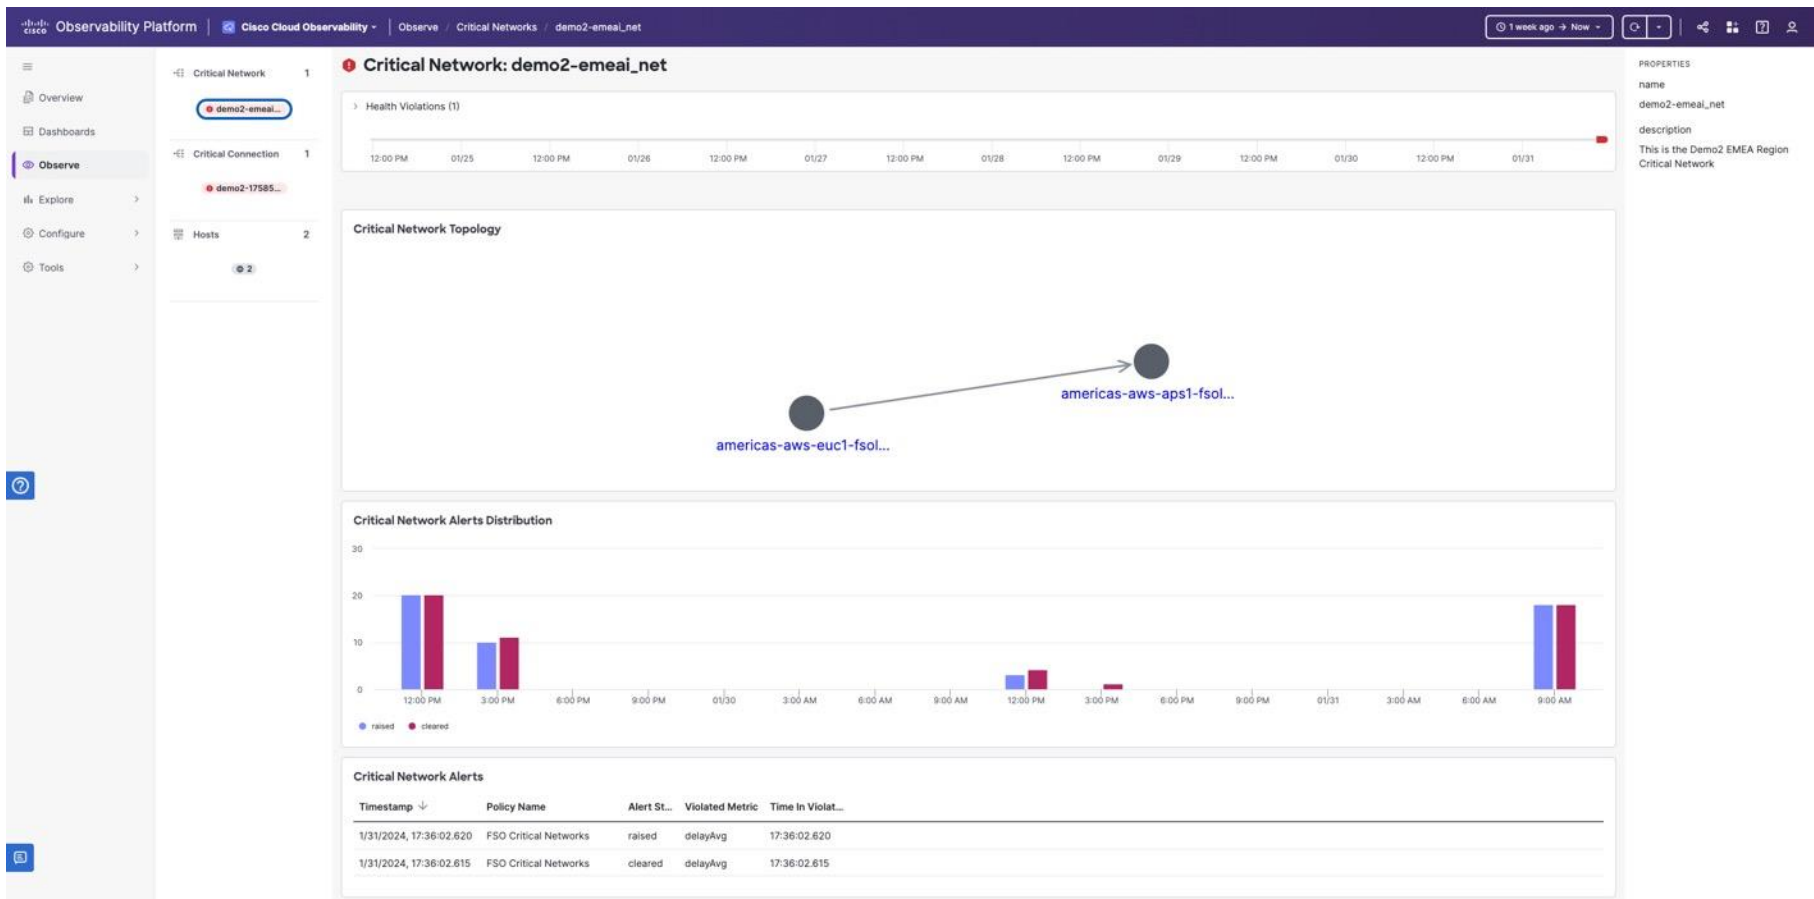 cisco Observability Platform
Cisco Cloud Observability
Observe / Critical Networks / demo2-emeai_net
1 week ago → Now
Overview
Dashboards
Observe
Explore
Configure
Tools
Critical Network 1
demo2-emeai...
Critical Connection 1
demo2-17585...
Hosts 2
2
Critical Network: demo2-emeai_net
Health Violations (1)
12:00 PM 01/25 12:00 PM 01/26 12:00 PM 01/27 12:00 PM 01/28 12:00 PM 01/29 12:00 PM 01/30 12:00 PM 01/31
Critical Network Topology
americas-aws-aps1-fsol...
americas-aws-euc1-fsol...
Critical Network Alerts Distribution
30
20
10
0
12:00 PM 3:00 PM 6:00 PM 9:00 PM 01/30 3:00 AM 6:00 AM 9:00 AM 12:00 PM 3:00 PM 6:00 PM 9:00 PM 01/31 3:00 AM 6:00 AM 9:00 AM
raised cleared
Critical Network Alerts
Timestamp ↓ Policy Name Alert St... Violated Metric Time In Violat...
1/31/2024, 17:36:02.620 FSO Critical Networks raised delayAvg 17:36:02.620
1/31/2024, 17:36:02.615 FSO Critical Networks cleared delayAvg 17:36:02.615
PROPERTIES
name
demo2-emeai_net
description
This is the Demo2 EMEA Region
Critical Network